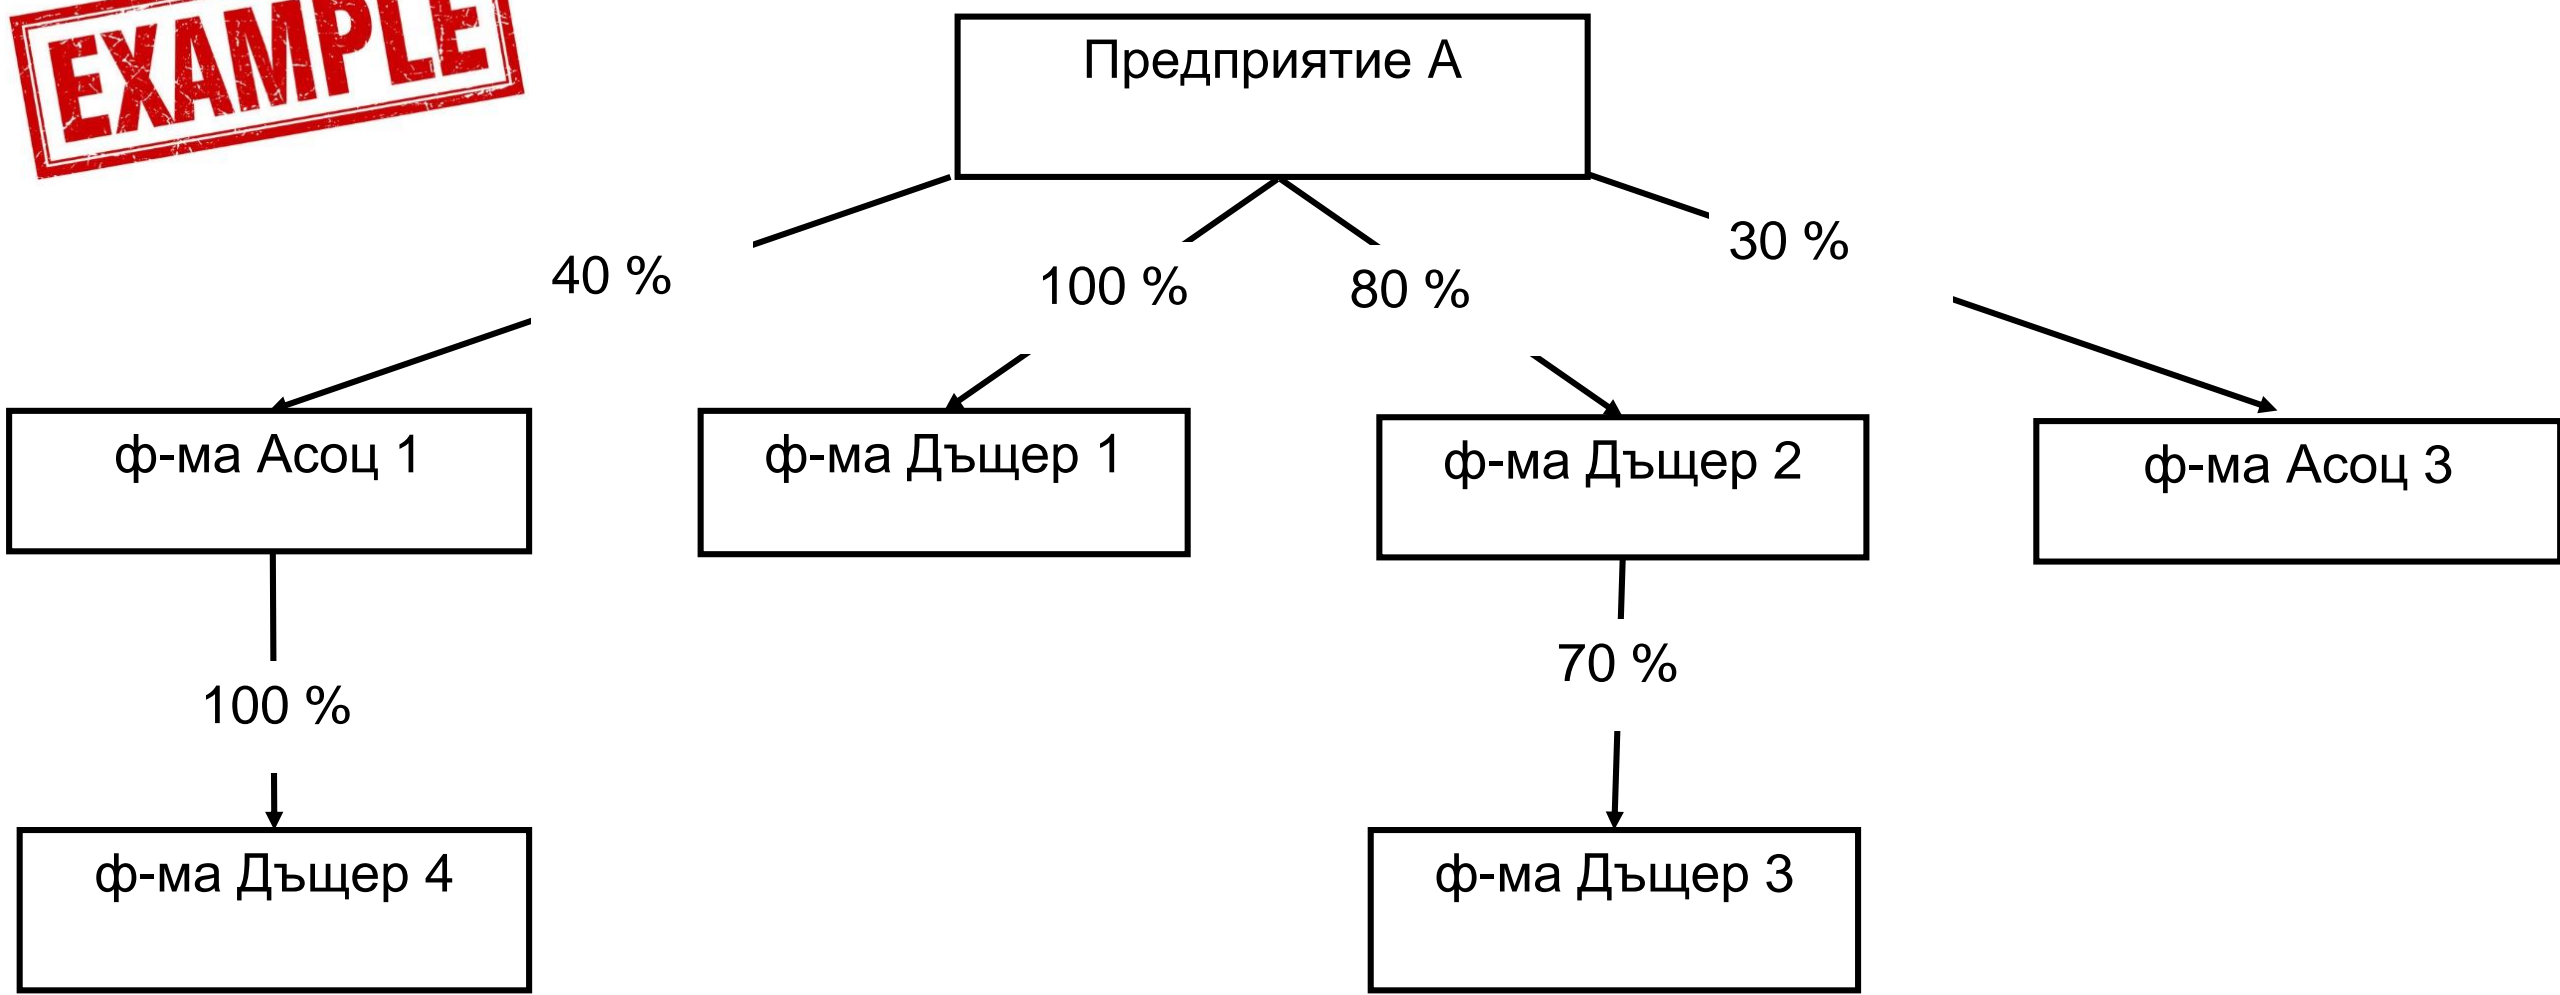 EXAMPLE
Предприятие А
40 %
100 %
80 %
30 %
ф-ма Асоц 1
ф-ма Дъщер 1
ф-ма Дъщер 2
ф-ма Асоц 3
100 %
70 %
ф-ма Дъщер 4
ф-ма Дъщер 3